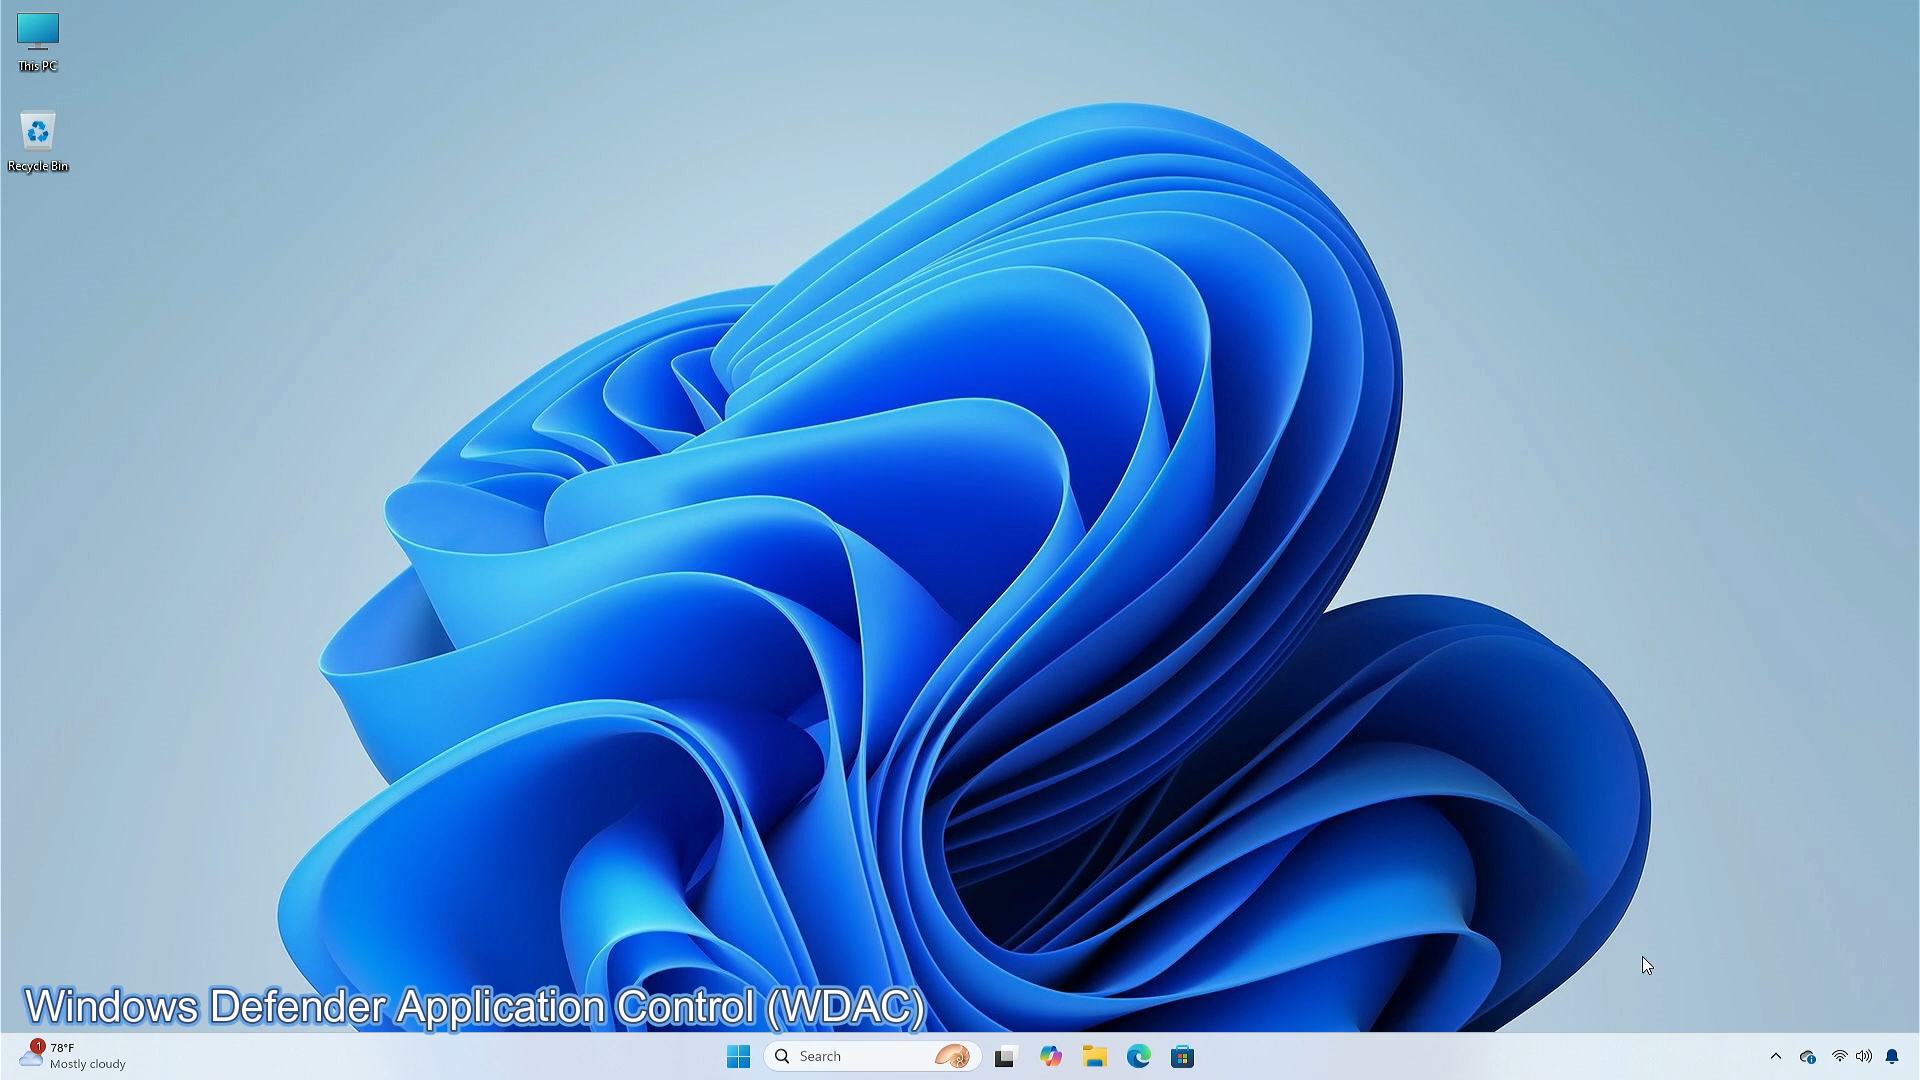 This PC
Recycle Bin
Windows Defender Application Control (WDAC)
1
78°F
Mostly cloudy
Search